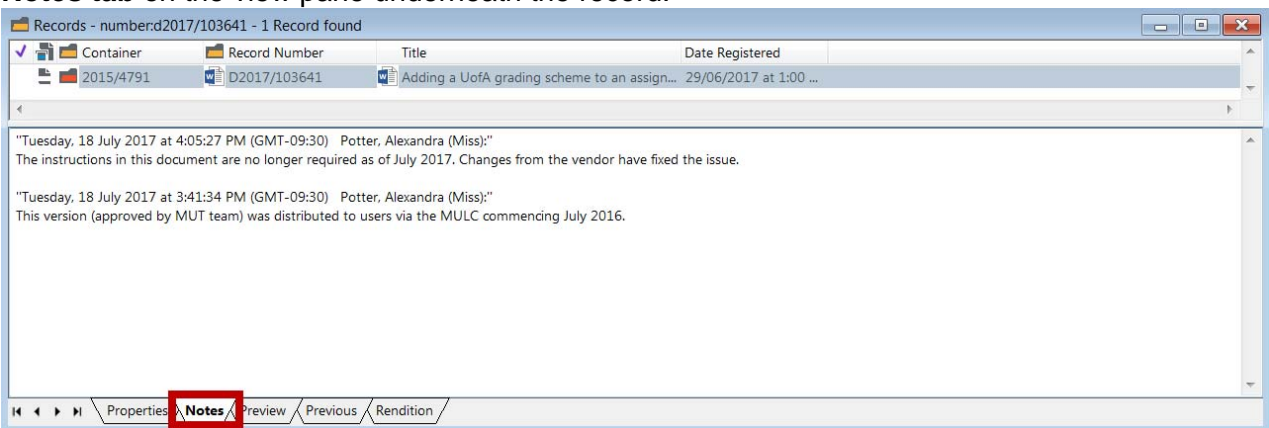 Notes tab on the view pane underneath the record.
Records - number:d2017/103641 - 1 Record found
Container Record Number Title Date Registered
2015/4791 D2017/103641 Adding a UofA grading scheme to an assign... 29/06/2017 at 1:00 ...
"Tuesday, 18 July 2017 at 4:05:27 PM (GMT-09:30) Potter, Alexandra (Miss):"
The instructions in this document are no longer required as of July 2017. Changes from the vendor have fixed the issue.
"Tuesday, 18 July 2017 at 3:41:34 PM (GMT-09:30) Potter, Alexandra (Miss):"
This version (approved by MUT team) was distributed to users via the MULC commencing July 2016.
Properties Notes Preview Previous Rendition